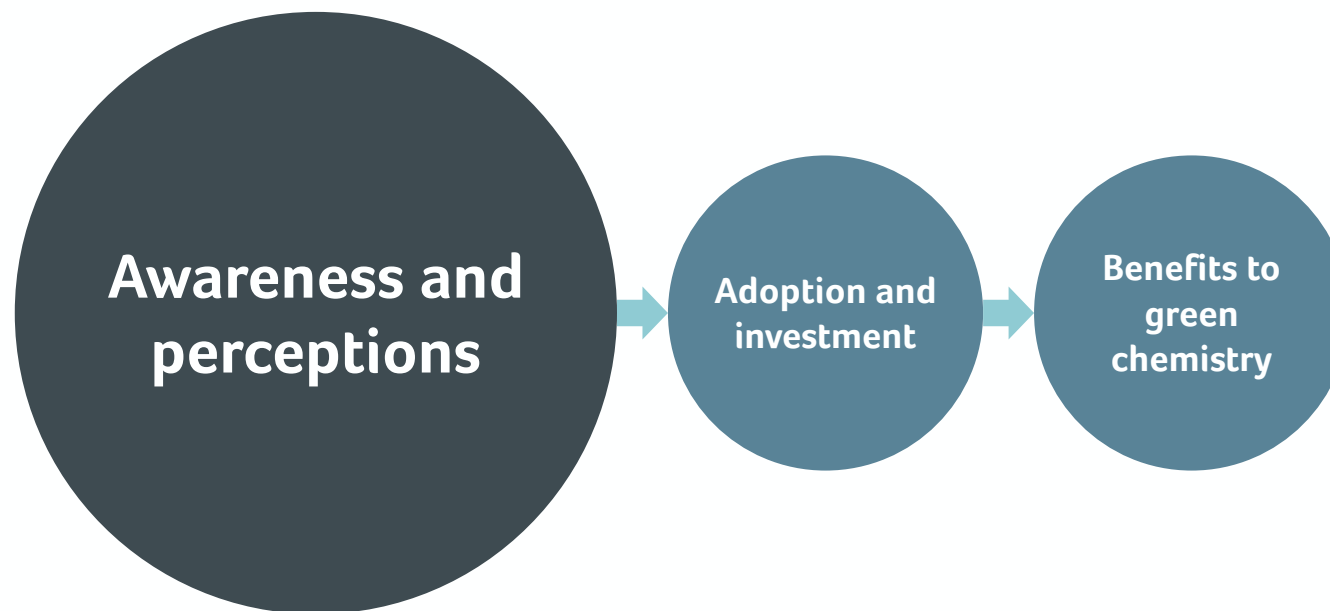 Awareness and
perceptions
Adoption and
investment
Benefits to
green
chemistry